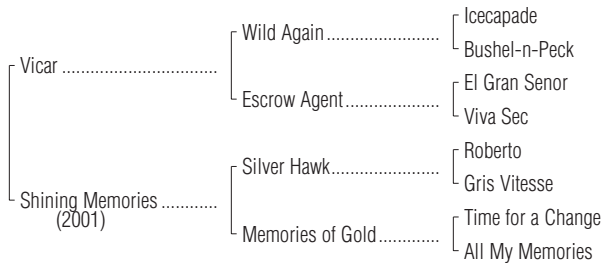 Icecapade
Wild Again
Bushel-n-Peck
Vicar
El Gran Senor
Escrow Agent
Viva Sec
Roberto
Silver Hawk
Gris Vitesse
Shining Memories
(2001)
Time for a Change
Memories of Gold
All My Memories